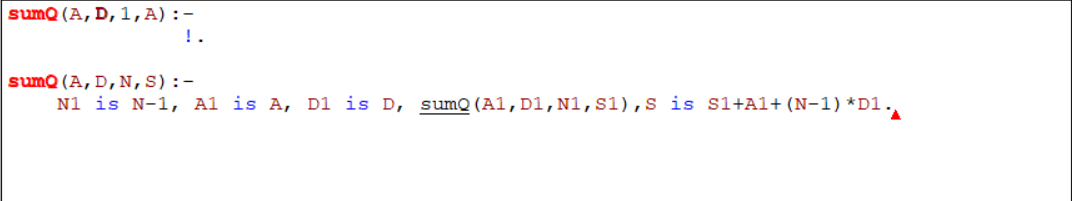 sumQ(A,D,1,A):-
!.
sumQ(A,D,N,S):-
N1 is N-1, A1 is A, D1 is D, sumQ(A1,D1,N1,S1),S is S1+A1+(N-1)*D1.